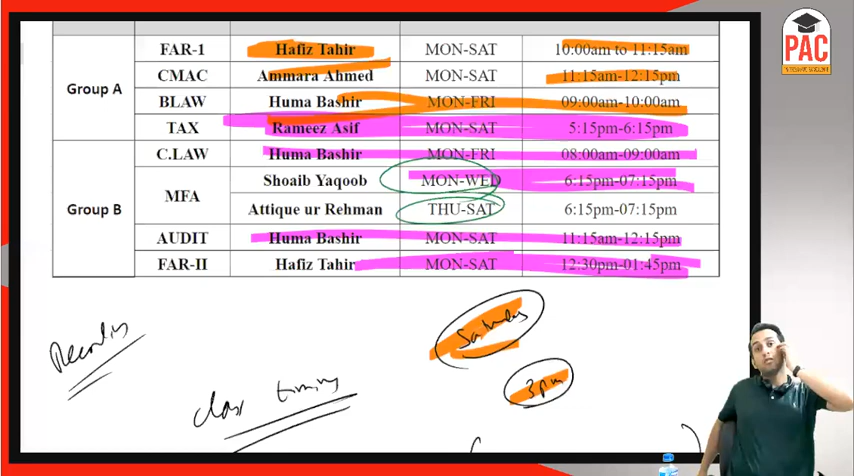 PAC
FAR-1 Hafiz Tahir MON-SAT 10:00am to 11:15am
Group A
CMAC Ammara Ahmed MON-SAT 11:15am-12:15pm
BLAW Huma Bashir MON-FRI 09:00am-10:00am
TAX Rameez Asif MON-SAT 5:15pm-6:15pm
C.LAW Huma Bashir MON-FRI 08:00am-09:00am
Group B
MFA
Shoaib Yaqoob MON-WED 6:15pm-07:15pm
Attique ur Rehman THU-SAT 6:15pm-07:15pm
AUDIT Huma Bashir MON-SAT 11:15am-12:15pm
FAR-II Hafiz Tahir MON-SAT 12:30pm-01:45pm
3pm
class timing